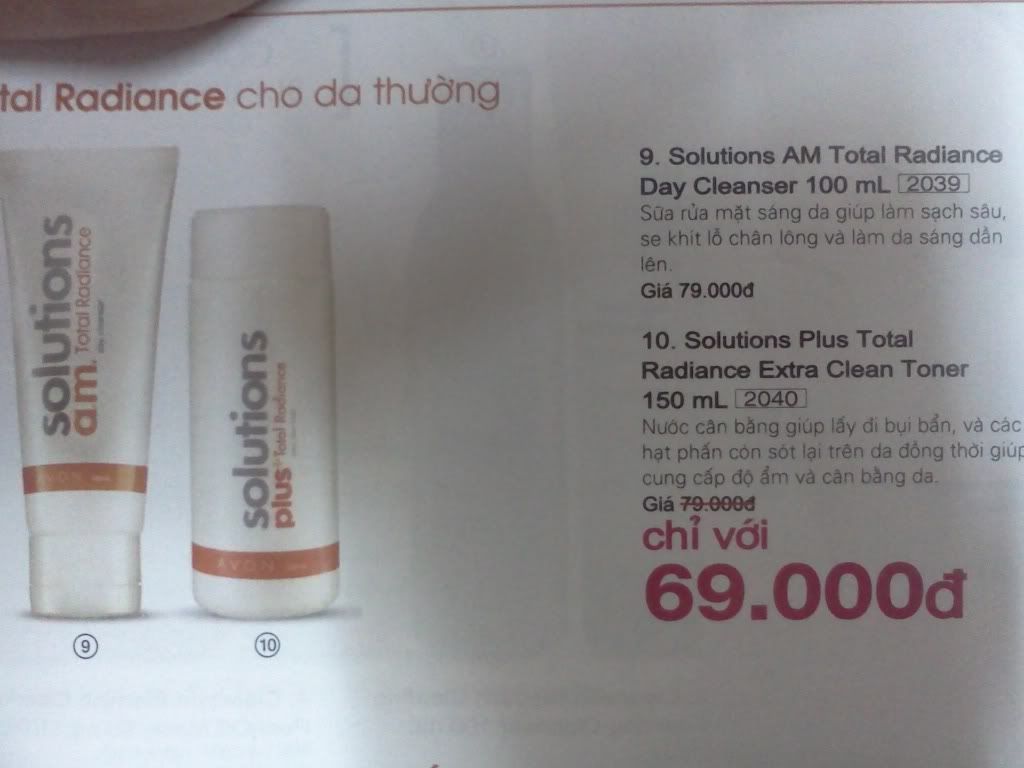 tal Radiance cho da thường
solutions
am. Total Radiance
day cleanser
AVON
9
solutions
plus+ Total Radiance
AVON
10
9. Solutions AM Total Radiance
Day Cleanser 100 mL 2039
Sữa rửa mặt sáng da giúp làm sạch sâu,
se khít lỗ chân lông và làm da sáng dần
lên.
Giá 79.000đ
10. Solutions Plus Total
Radiance Extra Clean Toner
150 mL 2040
Nước cân bằng giúp lấy đi bụi bẩn, và các
hạt phấn còn sót lại trên da đồng thời giúp
cung cấp độ ẩm và cân bằng da.
Giá 79.000đ
chỉ với
69.000đ